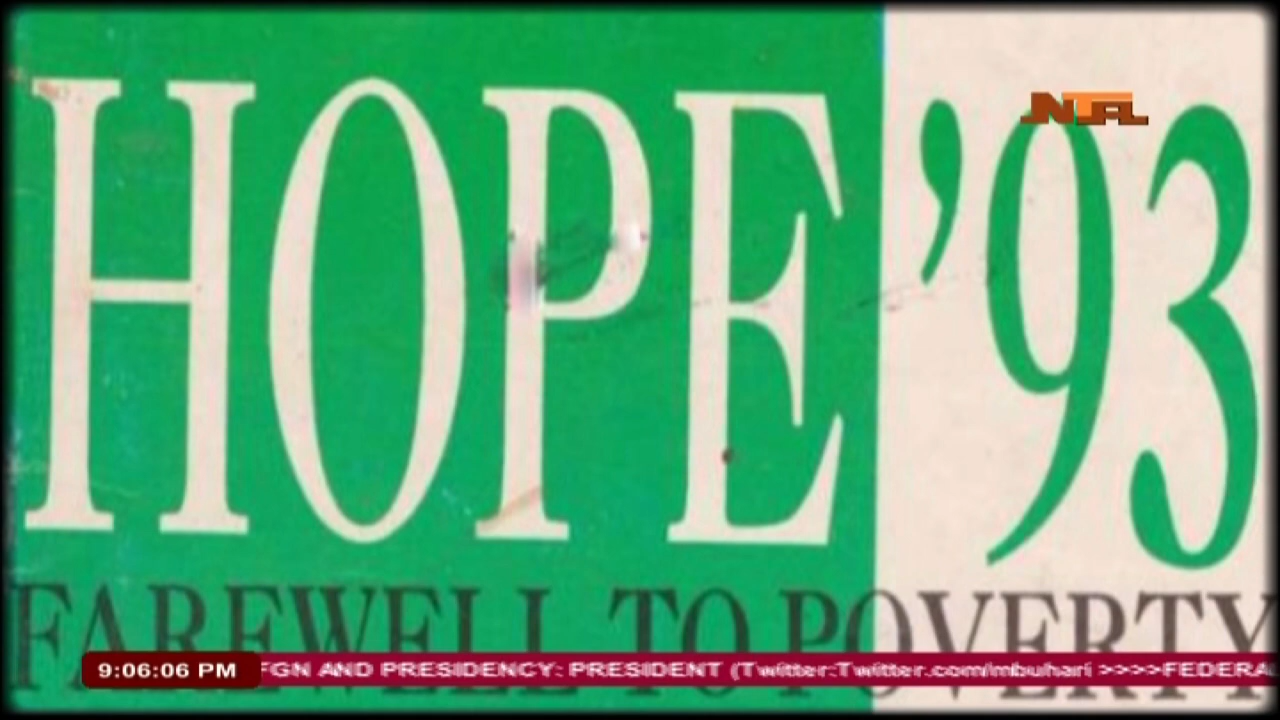 HOPE '93
NTA
FAREWELL TO POVERTY
9:06:06 PM
FGN AND PRESIDENCY: PRESIDENT (Twitter:Twitter.com/mbuhari >>>>FEDERA